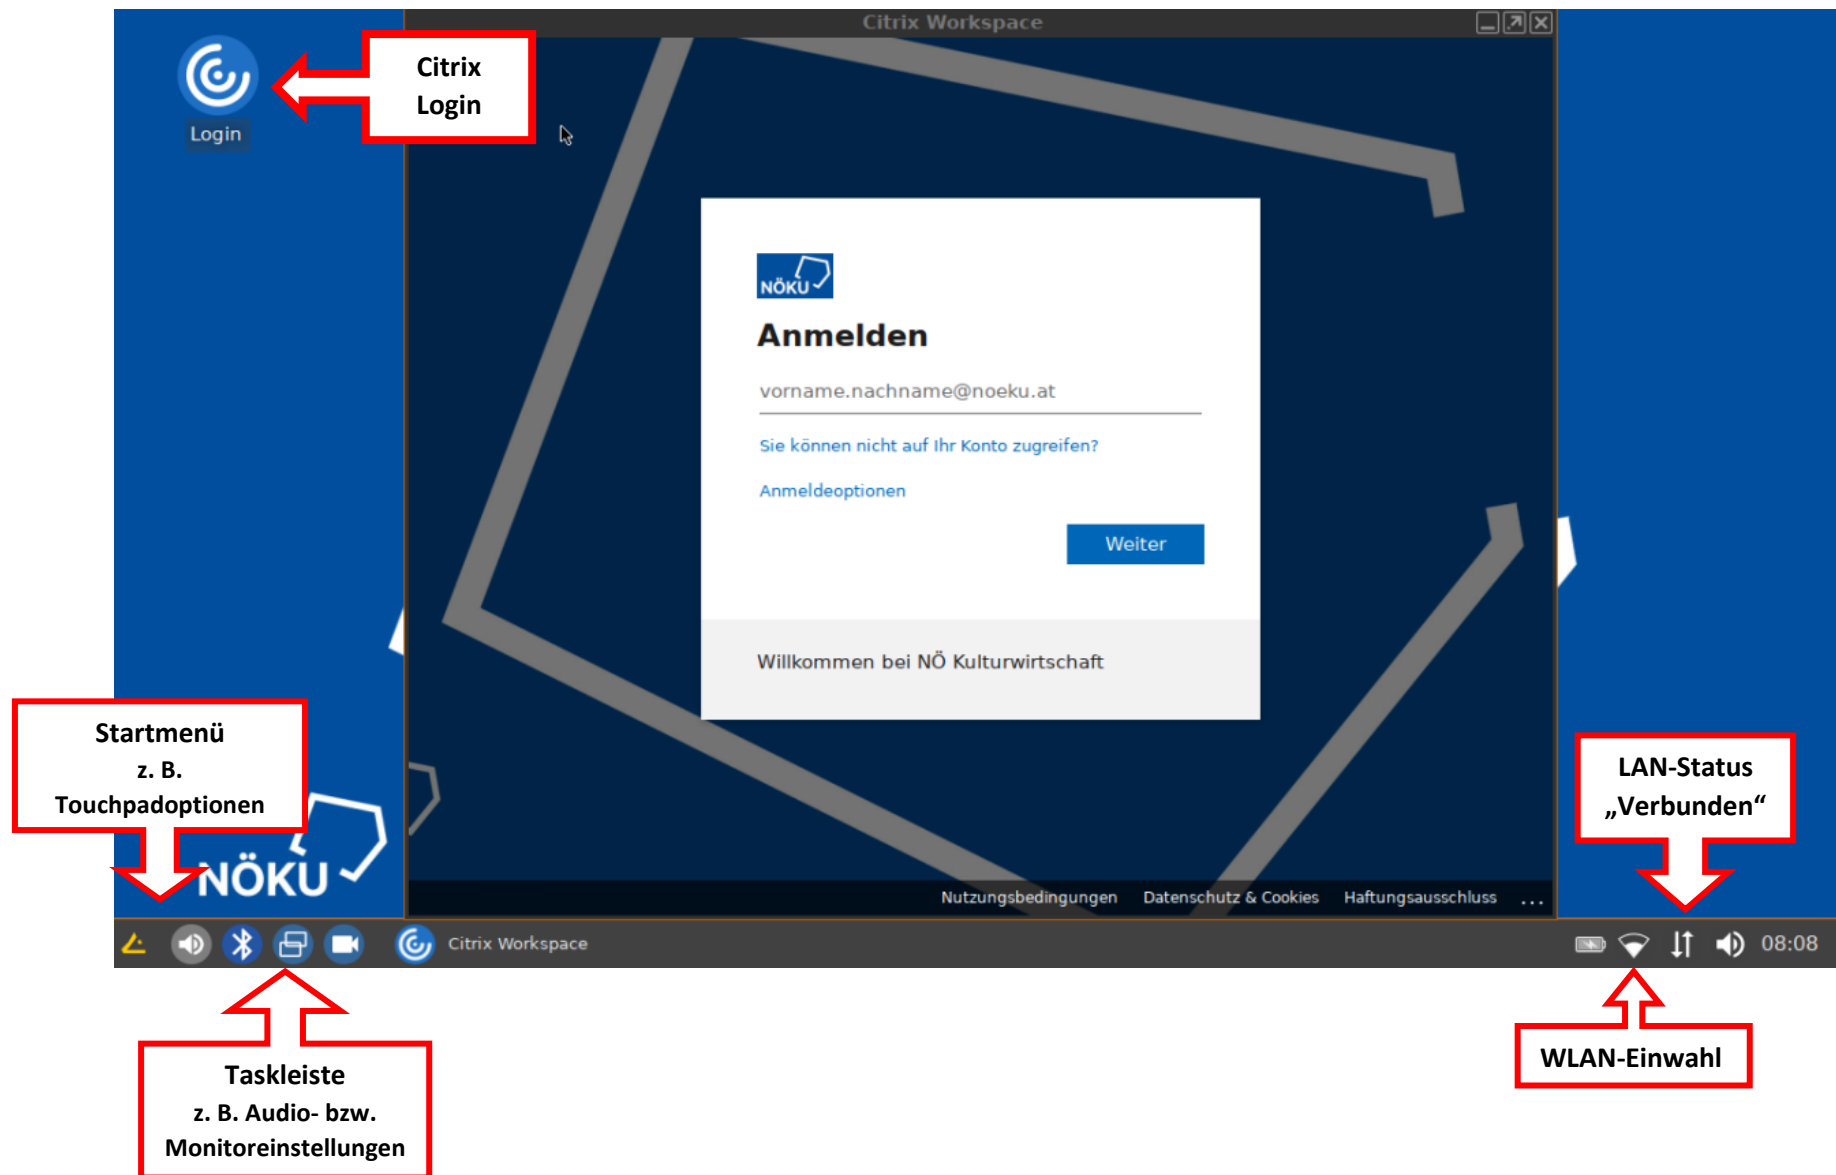 Citrix Workspace
Citrix
Login
Login
NÖKU
Anmelden
vorname.nachname@noeku.at
Sie können nicht auf Ihr Konto zugreifen?
Anmeldeoptionen
Weiter
Willkommen bei NÖ Kulturwirtschaft
Startmenü
z. B.
Touchpadoptionen
LAN-Status
„Verbunden“
NÖKU
Nutzungsbedingungen Datenschutz & Cookies Haftungsausschluss ...
Citrix Workspace
08:08
Taskleiste
z. B. Audio- bzw.
Monitoreinstellungen
WLAN-Einwahl